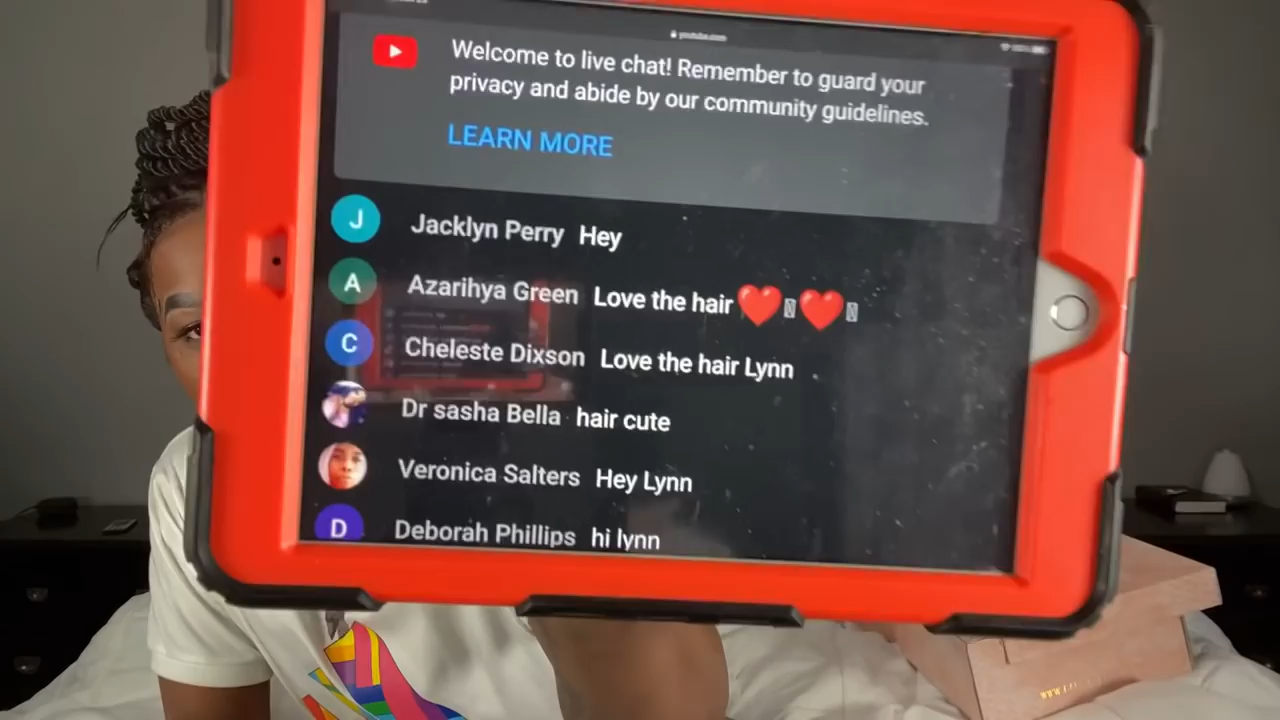 youtube.com
Welcome to live chat! Remember to guard your
privacy and abide by our community guidelines.
LEARN MORE
J Jacklyn Perry Hey
A Azarihya Green Love the hair ❤️▯❤️▯
C Cheleste Dixson Love the hair Lynn
Dr sasha Bella hair cute
Veronica Salters Hey Lynn
D Deborah Phillips hi lynn